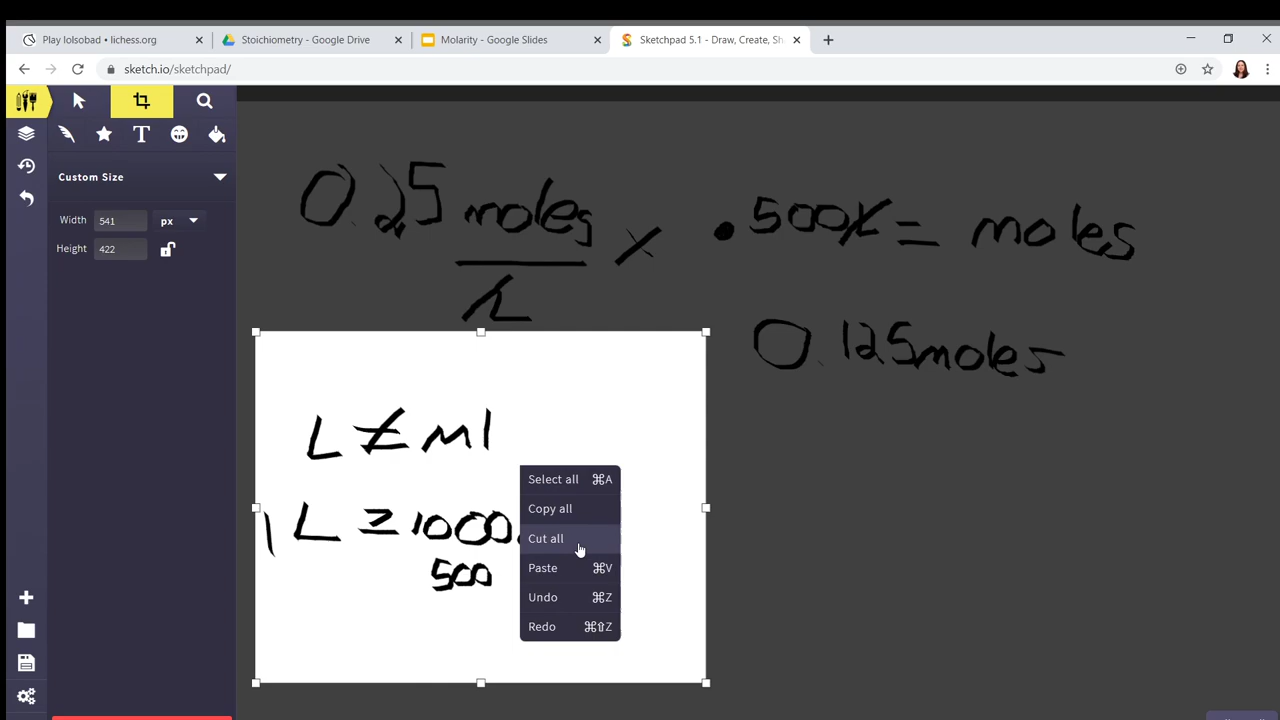 Play lolsobad • lichess.org
Stoichiometry - Google Drive
Molarity - Google Slides
Sketchpad 5.1 - Draw, Create, Sh
sketch.io/sketchpad/
Custom Size
Width 541 px
Height 422
0.25 moles x .500L = moles
L
0.125 moles
L ≠ ml
1 L = 1000
500
Select all ⌘A
Copy all
Cut all
Paste ⌘V
Undo ⌘Z
Redo ⌘⇧Z